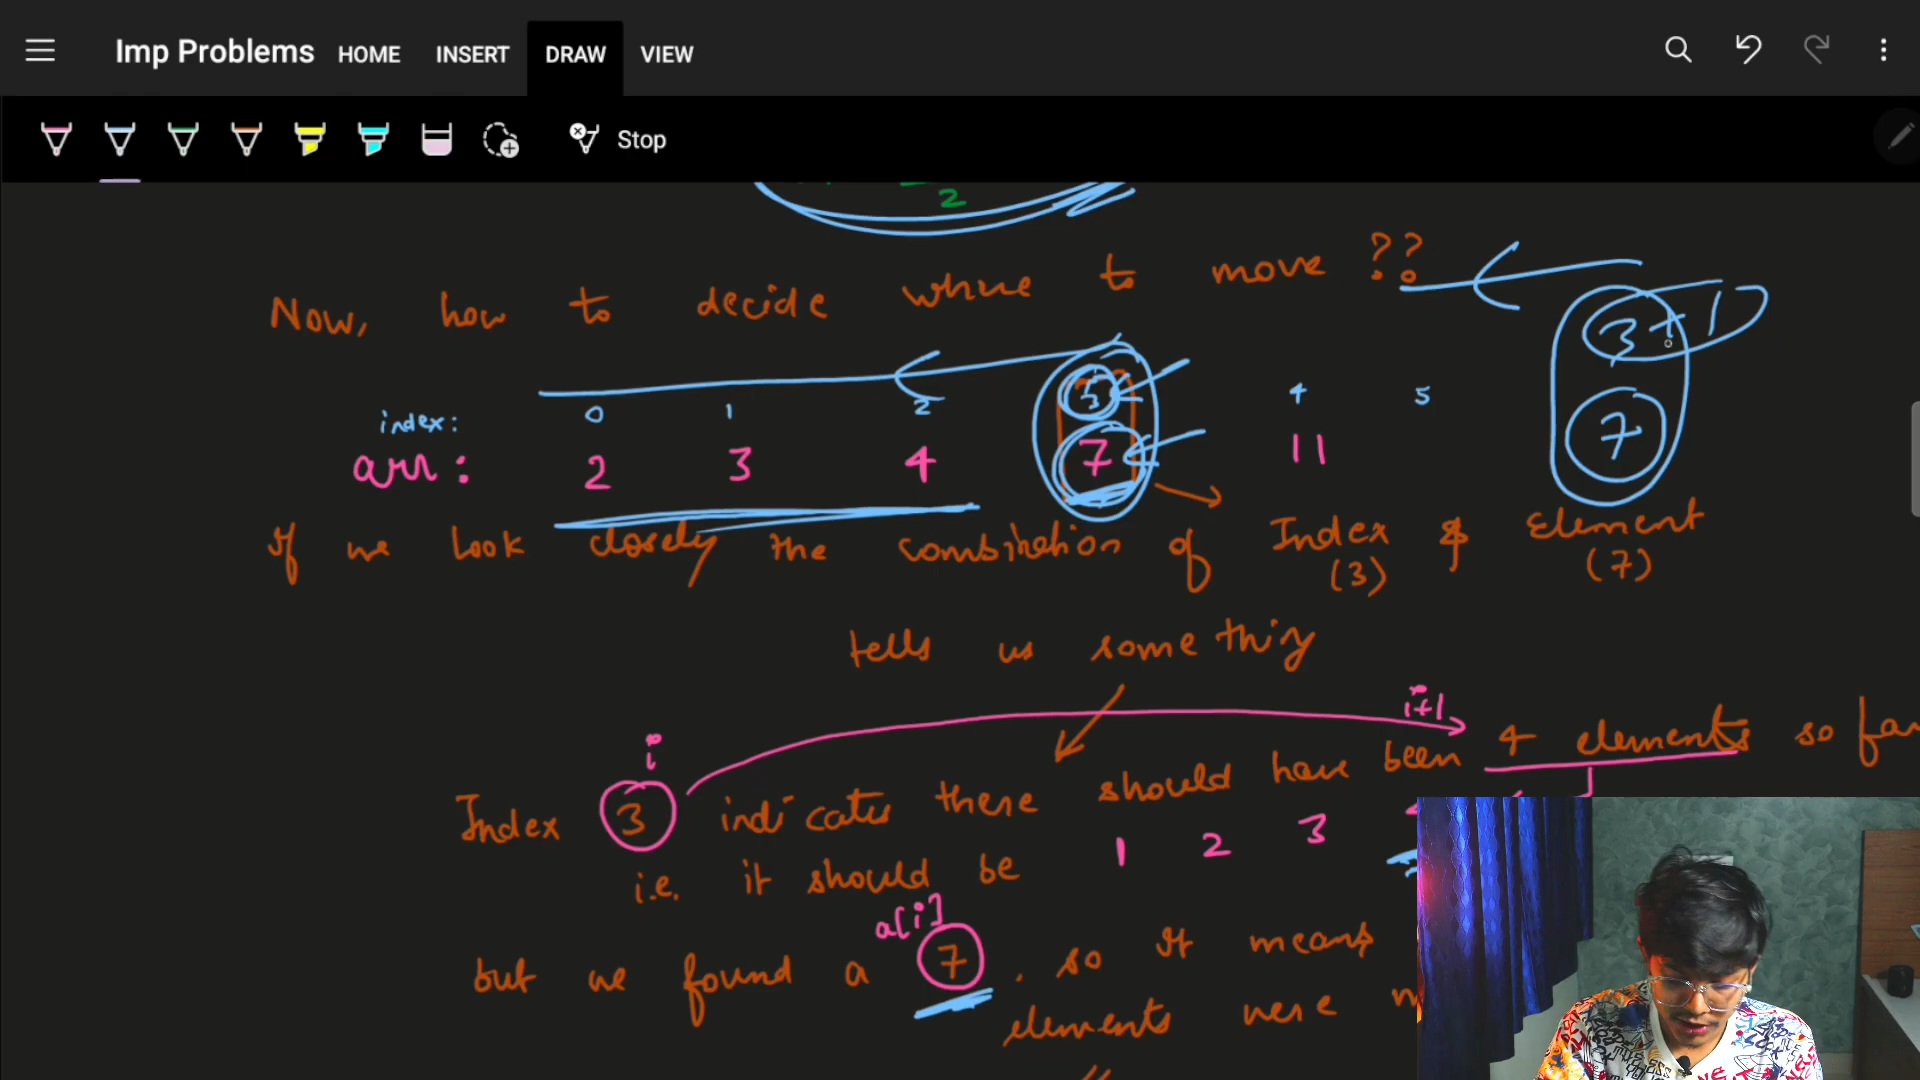 Imp Problems HOME INSERT DRAW VIEW
Stop
2
Now, how to decide where to move ??
3+1
index: 0 1 2 3 4 5
arr: 2 3 4 7 11
7
If we look closely the combination of Index & Element
(3) (7)
tells us something
i i+1
Index 3 indicates there should have been 4 elements so far
i.e. it should be 1 2 3
a[i]
but we found a 7 . so it means
elements were